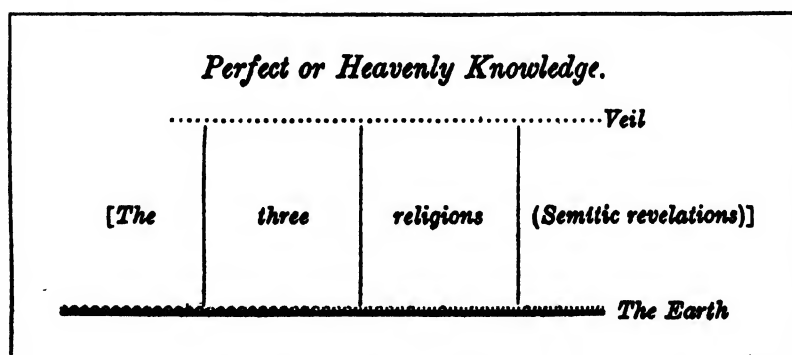 Perfect or Heavenly Knowledge.
Veil
[The three religions (Semitic revelations)]
The Earth